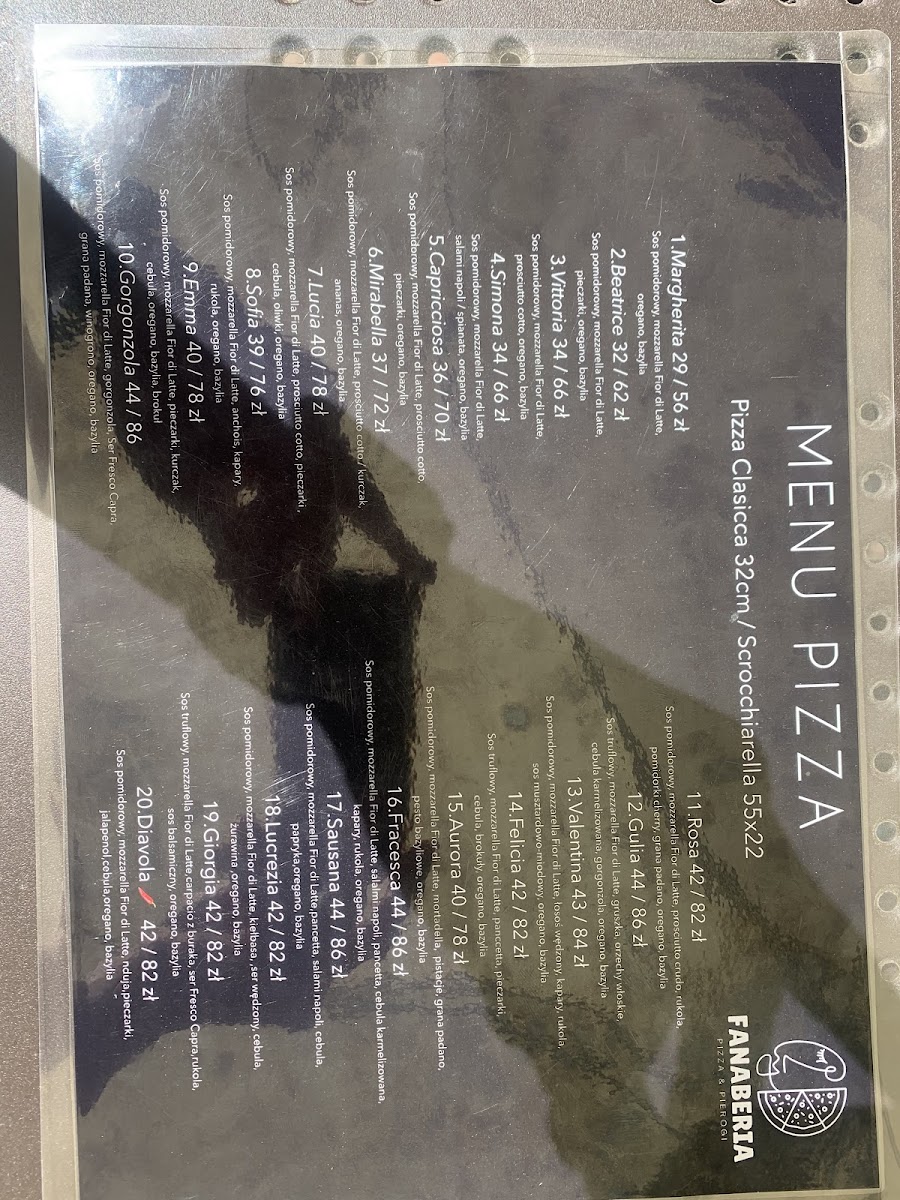 MENU PIZZA
Pizza Clasicca 32cm / Scrocchiarella 55x22
FANABERIA
PIZZA & PIEROGI
1.Margherita 29 / 56 zł
Sos pomidorowy, mozzarella Fior di Latte,
oregano, bazylia
2.Beatrice 32 / 62 zł
Sos pomidorowy, mozzarella Fior di Latte,
pieczarki, oregano, bazylia
3.Vittoria 34 / 66 zł
Sos pomidorowy, mozzarella Fior di Latte,
prosciutto cotto, oregano, bazylia
4.Simona 34 / 66 zł
Sos pomidorowy, mozzarella Fior di Latte,
salami napoli / spianata, oregano, bazylia
5.Capricciosa 36 / 70 zł
Sos pomidorowy, mozzarella Fior di Latte, prosciutto cotto,
pieczarki, oregano, bazylia
6.Mirabella 37 / 72 zł
Sos pomidorowy, mozzarella Fior di Latte, prosciutto cotto / kurczak,
ananas, oregano, bazylia
7.Lucia 40 / 78 zł
Sos pomidorowy, mozzarella Fior di Latte, prosciutto cotto, pieczarki ,
cebula, oliwki, oregano, bazylia
8.Sofia 39 / 76 zł
Sos pomidorowy, mozzarella Fior di Latte, anchois, kapary,
rukola, oregano, bazylia
9.Emma 40 / 78 zł
Sos pomidorowy, mozzarella Fior di Latte, pieczarki, kurczak,
cebula, oregano, bazylia, brokuł
10.Gorgonzola 44 / 86
Sos pomidorowy, mozzarella Fior di Latte, gorgonzola, Ser Fresco Capra,
grana padana, winogrono, oregano, bazylia
11.Rosa 42 / 82 zł
Sos pomidorowy, mozzarella Fior di Latte, prosciutto crudo, rukola,
pomidorki cherry, grana padano, oregano, bazylia
12.Gulia 44 / 86 zł
Sos truflowy, mozzarella Fior di Latte, gruszka, orzechy włoskie,
cebula karmelizowana, gorgonzola, oregano, bazylia
13.Valentina 43 / 84 zł
Sos pomidorowy, mozzarella Fior di Latte, łosoś wędzony, kapary, rukola,
sos musztardowo-miodowy, oregano, bazylia
14.Felicia 42 / 82 zł
Sos truflowy, mozzarella Fior di Latte, panccetta, pieczarki,
cebula, brokuły, oregano, bazylia
15.Aurora 40 / 78 zł
Sos pomidorowy, mozzarella Fior di Latte, mortadella, pistacje, grana padano,
pesto bazyliowe, oregano, bazylia
16.Fracesca 44 / 86 zł
Sos pomidorowy, mozzarella Fior di Latte, salalmi napoli, pancetta, cebula karmelizowana,
kapary, rukola, oregano, bazylia
17.Sausana 44 / 86 zł
Sos pomidorowy, mozzarella Fior di Latte,pancetta, salami napoli, cebula,
papryka,oregano, bazylia
18.Lucrezia 42 / 82 zł
Sos pomidorowy, mozzarella Fior di Latte,, kiełbasa, ,ser wędzony, cebula,
żurawina ,oregano, bazylia
19.Giorgia 42 / 82 zł
Sos truflowy, mozzarella Fior di Latte,carpacio z buraka, ser Fresco Capra,rukola,
sos balsamiczny, oregano, bazylia
20.Diavola 🌶 42 / 82 zł
Sos pomidorowy, mozzarella Fior di Latte, nduja,pieczarki,
jalapenol,cebula,oregano, bazylia